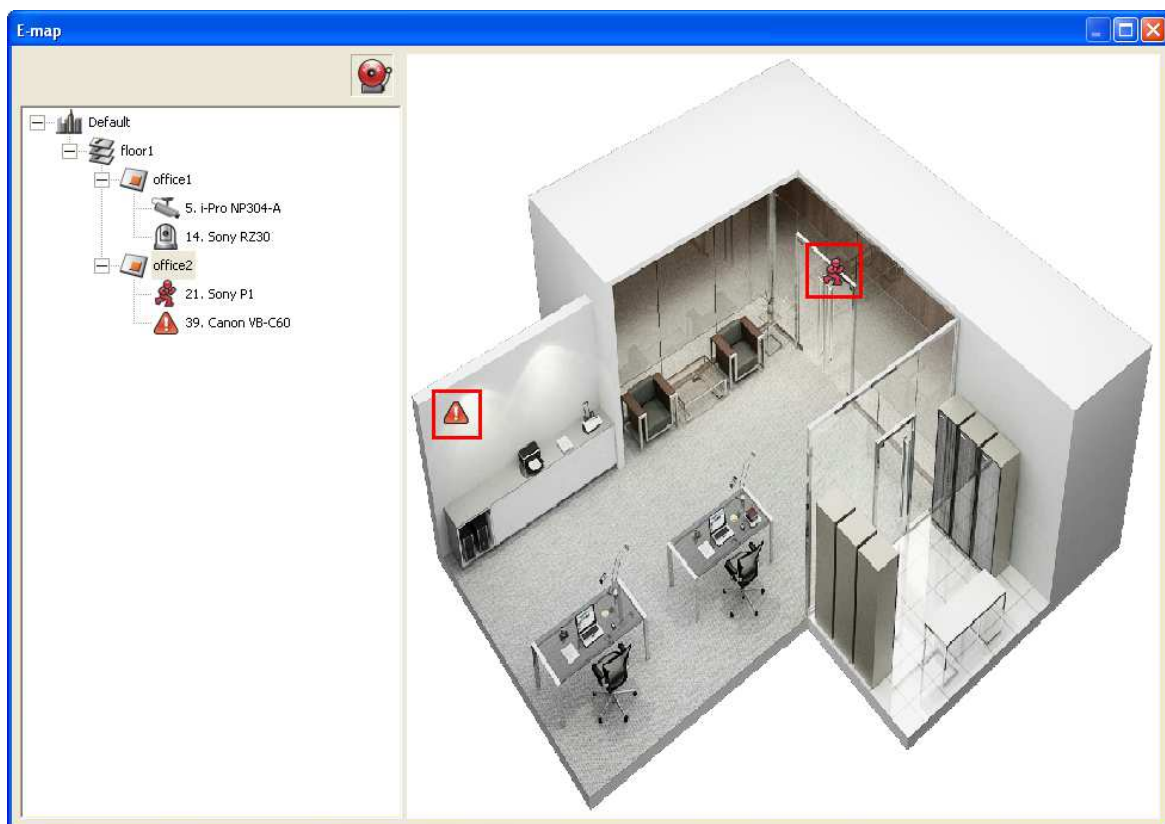 E-map
Default
floor1
office1
5. i-Pro NP304-A
14. Sony RZ30
office2
21. Sony P1
39. Canon VB-C60